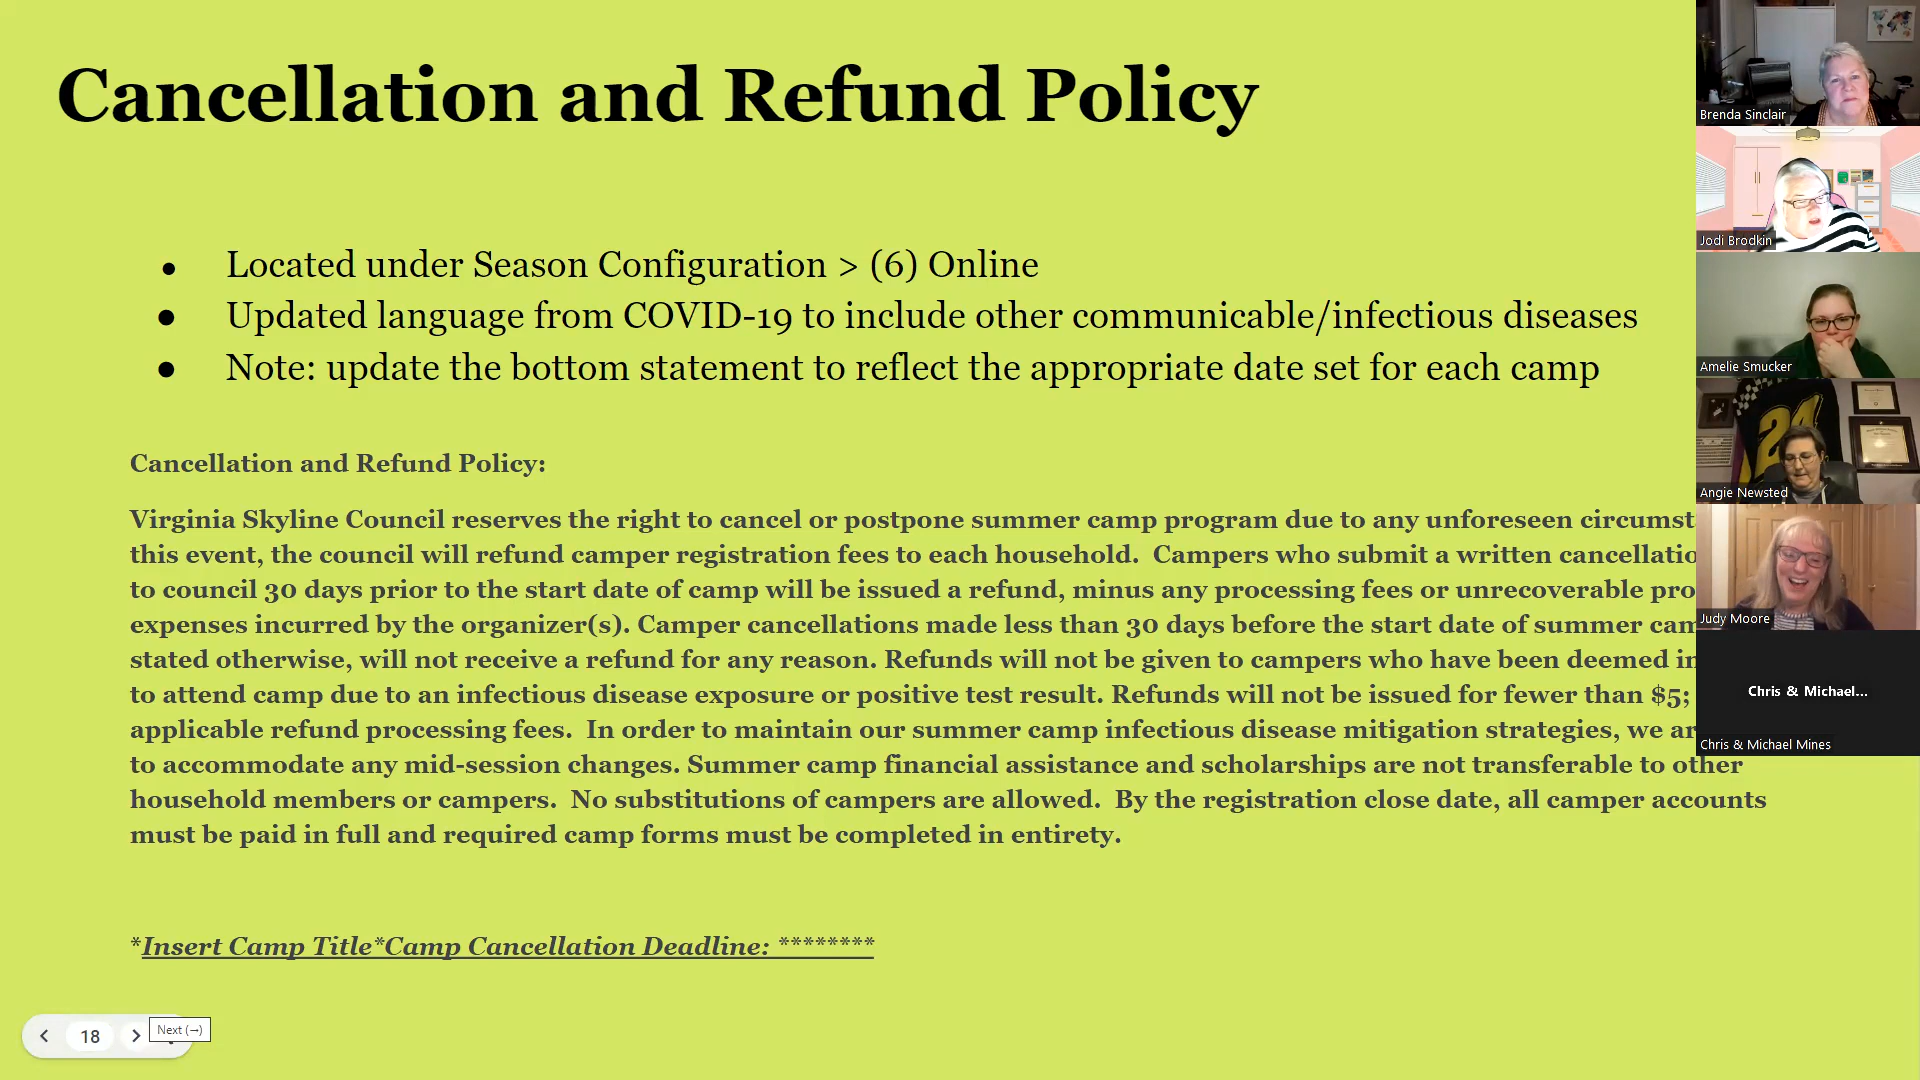 Cancellation and Refund Policy
● Located under Season Configuration > (6) Online
● Updated language from COVID-19 to include other communicable/infectious diseases
● Note: update the bottom statement to reflect the appropriate date set for each camp
Cancellation and Refund Policy:
Virginia Skyline Council reserves the right to cancel or postpone summer camp program due to any unforeseen
this event, the council will refund camper registration fees to each household. Campers who submit a written
to council 30 days prior to the start date of camp will be issued a refund, minus any processing fees or unrecoverable
expenses incurred by the organizer(s). Camper cancellations made less than 30 days before the start date of summer
stated otherwise, will not receive a refund for any reason. Refunds will not be given to campers who have been deemed
to attend camp due to an infectious disease exposure or positive test result. Refunds will not be issued for fewer than $5;
applicable refund processing fees. In order to maintain our summer camp infectious disease mitigation strategies, we
to accommodate any mid-session changes. Summer camp financial assistance and scholarships are not transferable to other
household members or campers. No substitutions of campers are allowed. By the registration close date, all camper accounts
must be paid in full and required camp forms must be completed in entirety.
*Insert Camp Title*Camp Cancellation Deadline: ********
18
Next (→)
Brenda Sinclair
Jodi Brodkin
Amelie Smucker
24
Angie Newsted
Judy Moore
Chris & Michael...
Chris & Michael Mines